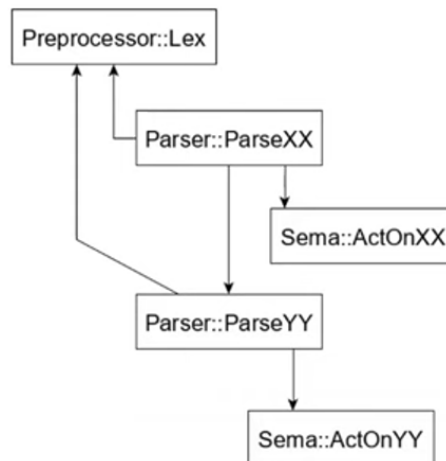 Preprocessor::Lex
Parser::ParseXX
Sema::ActOnXX
Parser::ParseYY
Sema::ActOnYY